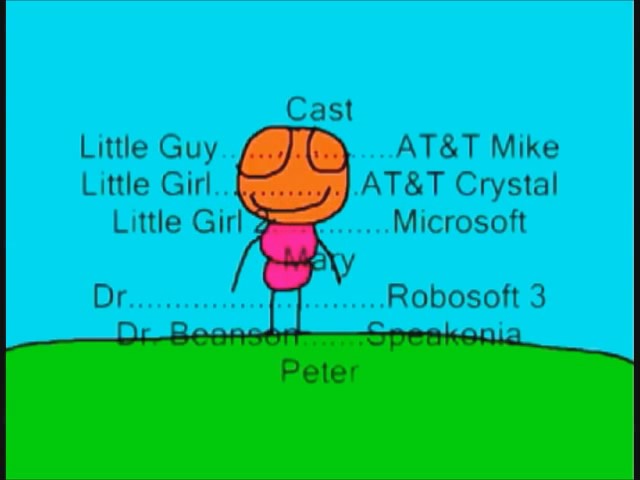 Cast
Little Guy......................AT&T Mike
Little Girl..................AT&T Crystal
Little Girl 2..............Microsoft
Mary
Dr............................Robosoft 3
Dr. Beanson.......Speakonia
Peter